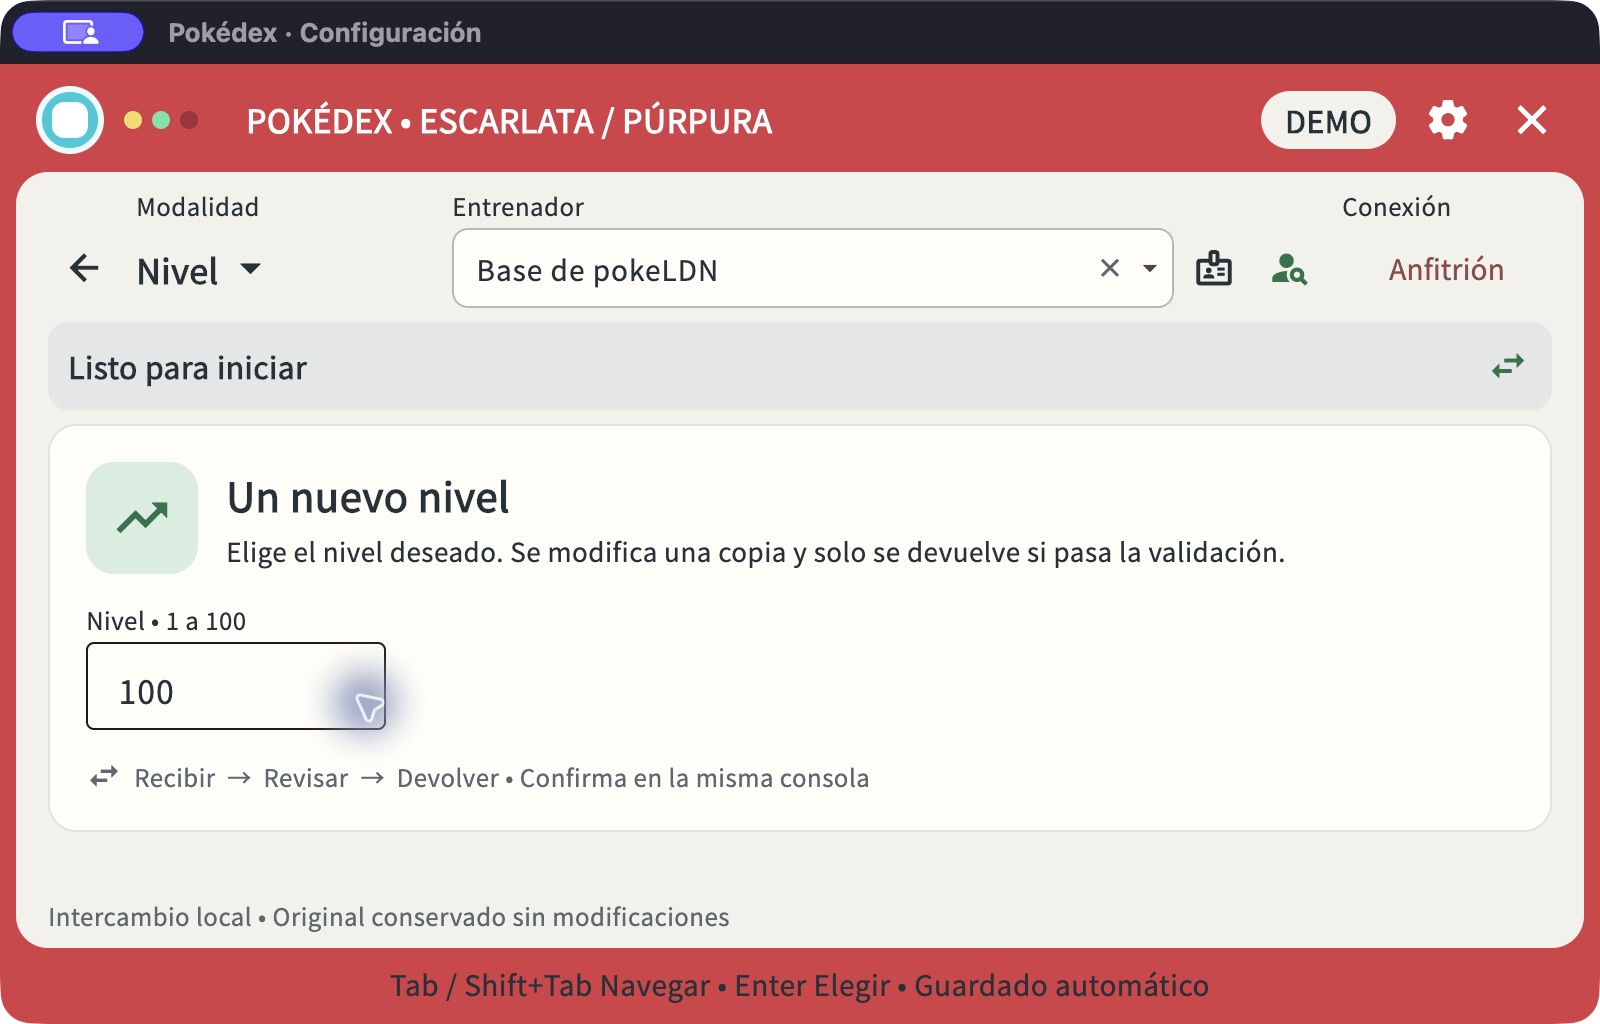 Pokédex · Configuración
POKÉDEX • ESCARLATA / PÚRPURA
DEMO
Modalidad
Entrenador
Conexión
Nivel
Base de pokeLDN
Anfitrión
Listo para iniciar
Un nuevo nivel
Elige el nivel deseado. Se modifica una copia y solo se devuelve si pasa la validación.
Nivel • 1 a 100
100
Recibir → Revisar → Devolver • Confirma en la misma consola
Intercambio local • Original conservado sin modificaciones
Tab / Shift+Tab Navegar • Enter Elegir • Guardado automático